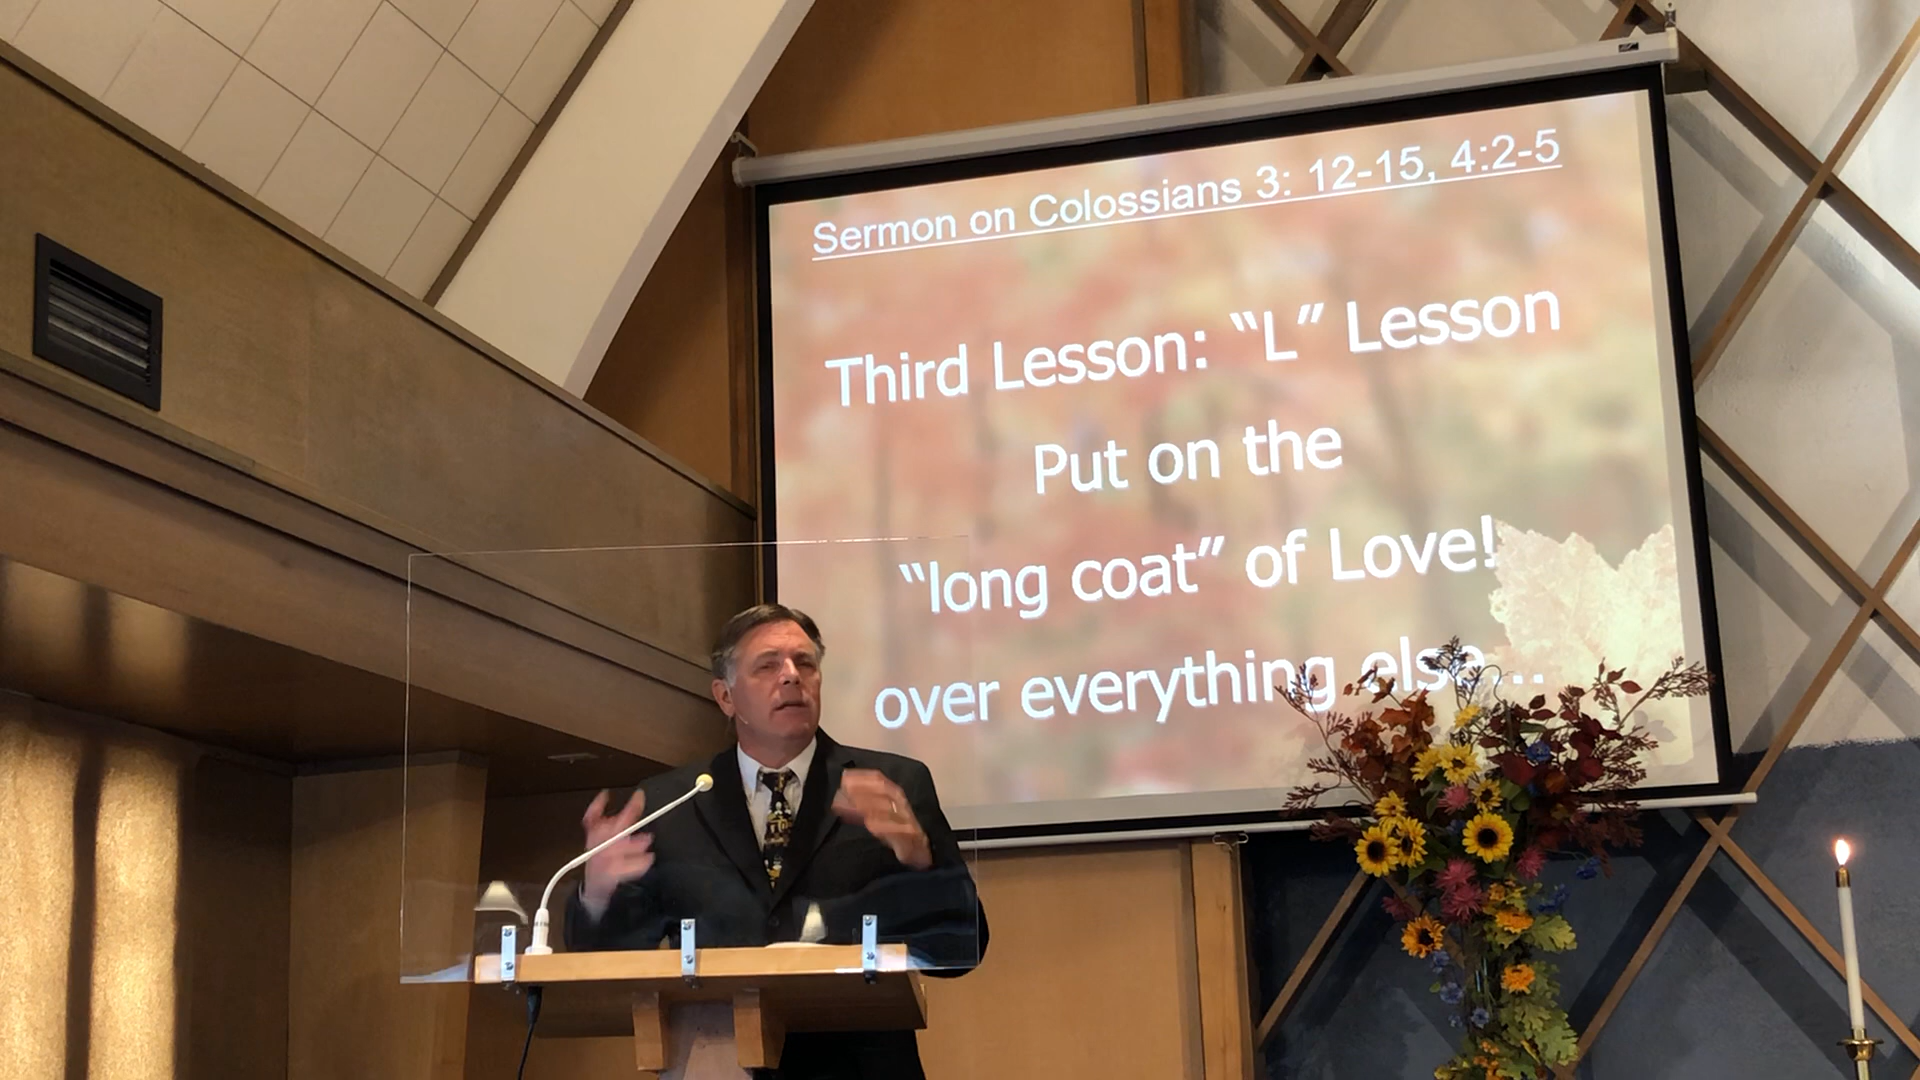 Sermon on Colossians 3: 12-15, 4:2-5
Third Lesson: “L” Lesson
Put on the
“long coat” of Love!
over everything else...